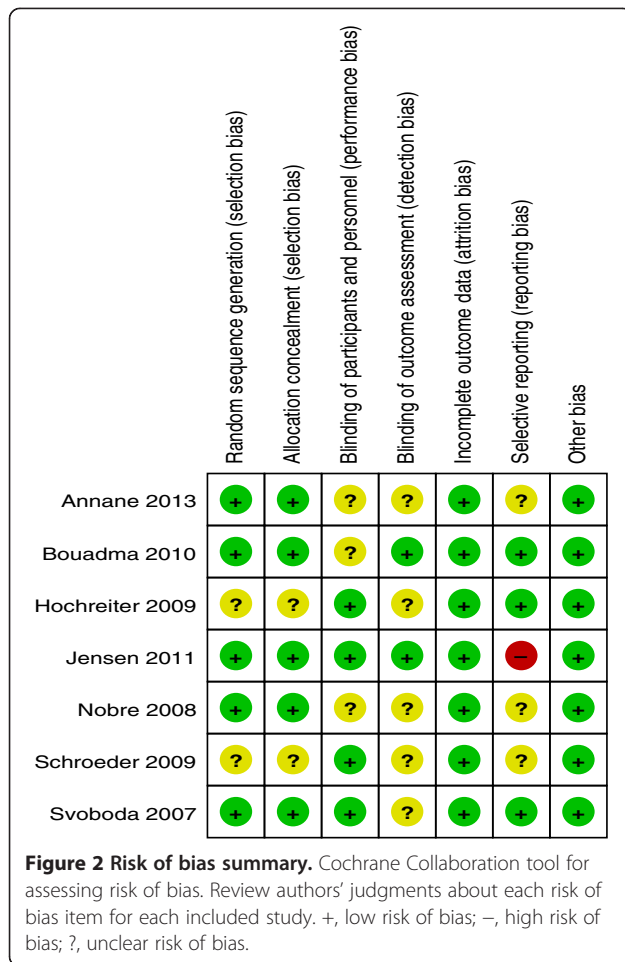 Random sequence generation (selection bias)
Allocation concealment (selection bias)
Blinding of participants and personnel (performance bias)
Blinding of outcome assessment (detection bias)
Incomplete outcome data (attrition bias)
Selective reporting (reporting bias)
Other bias
Annane 2013 + + ? ? + ? +
Bouadma 2010 + + ? + + + +
Hochreiter 2009 ? ? + ? + + +
Jensen 2011 + + + + + − +
Nobre 2008 + + ? ? + ? +
Schroeder 2009 ? ? + ? + ? +
Svoboda 2007 + + + ? + + +
Figure 2 Risk of bias summary. Cochrane Collaboration tool for
assessing risk of bias. Review authors' judgments about each risk of
bias item for each included study. +, low risk of bias; −, high risk of
bias; ?, unclear risk of bias.